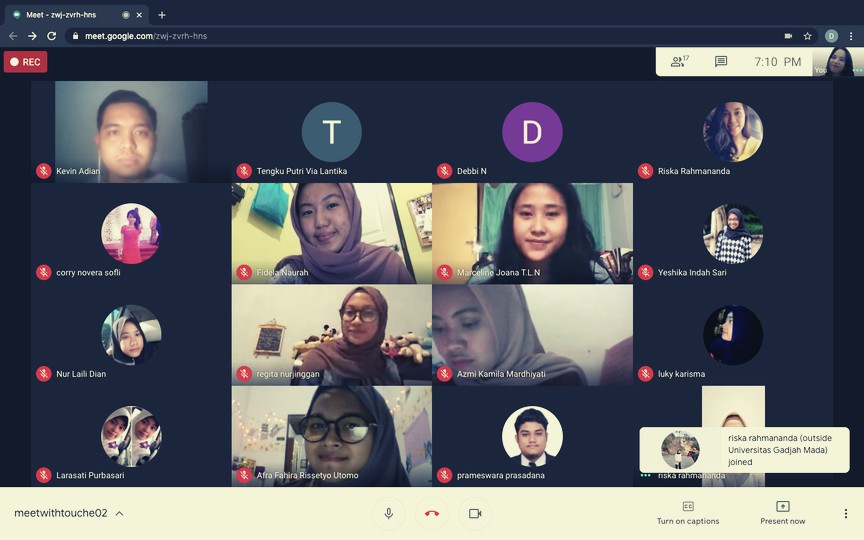 Meet - zwj-zvrh-hns
meet.google.com/zwj-zvrh-hns
D
REC
17
7:10 PM
You
T
D
Kevin Adian
Tengku Putri Via Lantika
Debbi N
Riska Rahmananda
corry novera sofli
Fidela Naurah
Marceline Joana T.L.N
Yeshika Indah Sari
Nur Laili Dian
regita nurjinggan
Azmi Kamila Mardhiyati
luky karisma
riska rahmananda (outside
Universitas Gadjah Mada)
joined
Larasati Purbasari
Afra Fahira Rissetyo Utomo
prameswara prasadana
riska rahmananda
meetwithtouche02
Turn on captions
Present now